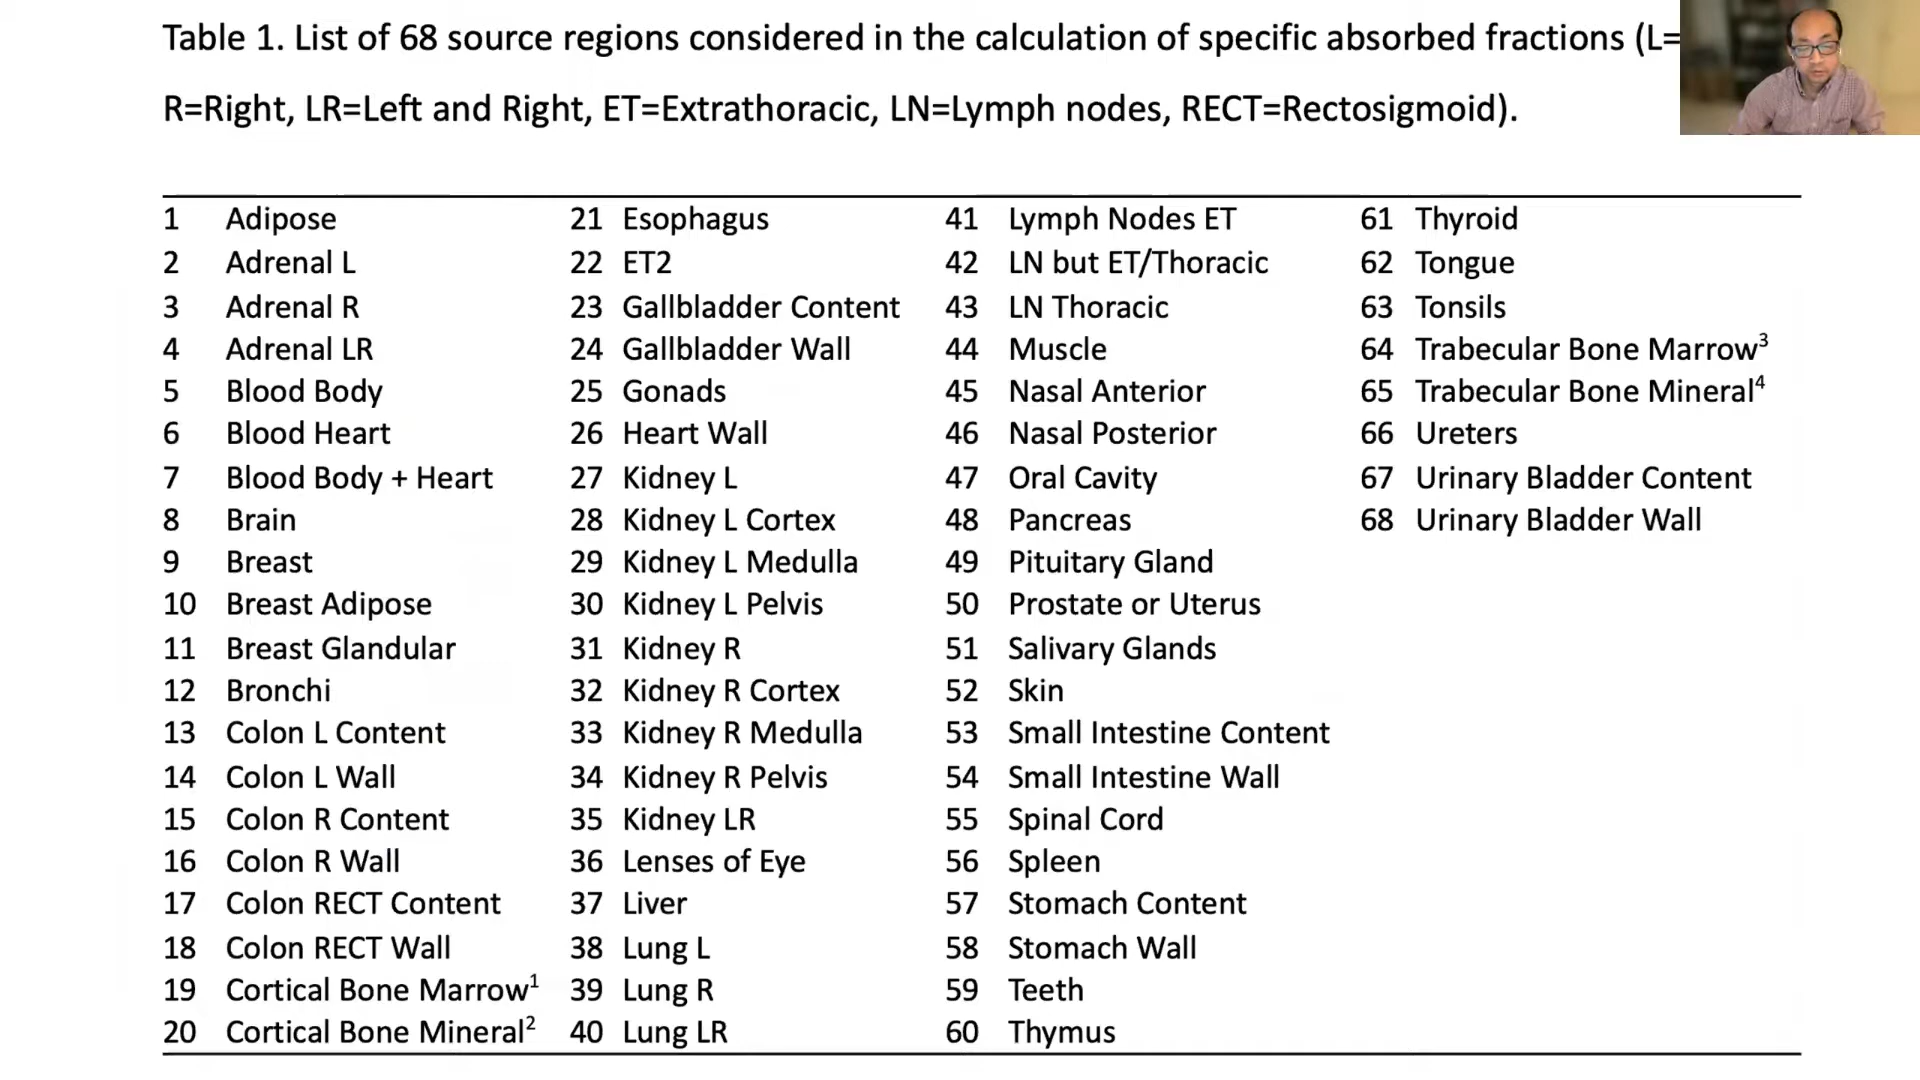 Table 1. List of 68 source regions considered in the calculation of specific absorbed fractions (L=
R=Right, LR=Left and Right, ET=Extrathoracic, LN=Lymph nodes, RECT=Rectosigmoid).
1 Adipose 21 Esophagus 41 Lymph Nodes ET 61 Thyroid
2 Adrenal L 22 ET2 42 LN but ET/Thoracic 62 Tongue
3 Adrenal R 23 Gallbladder Content 43 LN Thoracic 63 Tonsils
4 Adrenal LR 24 Gallbladder Wall 44 Muscle 64 Trabecular Bone Marrow³
5 Blood Body 25 Gonads 45 Nasal Anterior 65 Trabecular Bone Mineral⁴
6 Blood Heart 26 Heart Wall 46 Nasal Posterior 66 Ureters
7 Blood Body + Heart 27 Kidney L 47 Oral Cavity 67 Urinary Bladder Content
8 Brain 28 Kidney L Cortex 48 Pancreas 68 Urinary Bladder Wall
9 Breast 29 Kidney L Medulla 49 Pituitary Gland
10 Breast Adipose 30 Kidney L Pelvis 50 Prostate or Uterus
11 Breast Glandular 31 Kidney R 51 Salivary Glands
12 Bronchi 32 Kidney R Cortex 52 Skin
13 Colon L Content 33 Kidney R Medulla 53 Small Intestine Content
14 Colon L Wall 34 Kidney R Pelvis 54 Small Intestine Wall
15 Colon R Content 35 Kidney LR 55 Spinal Cord
16 Colon R Wall 36 Lenses of Eye 56 Spleen
17 Colon RECT Content 37 Liver 57 Stomach Content
18 Colon RECT Wall 38 Lung L 58 Stomach Wall
19 Cortical Bone Marrow¹ 39 Lung R 59 Teeth
20 Cortical Bone Mineral² 40 Lung LR 60 Thymus